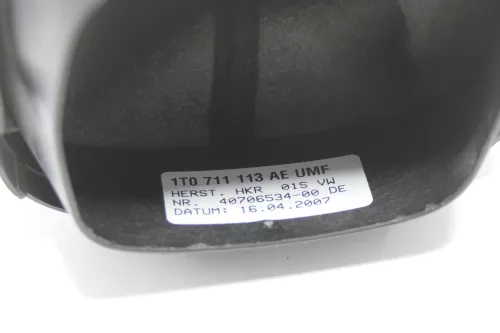 1T0 711 113 AE UMF
HERST. HKR 01S VW
NR. 40706534-00 DE
DATUM: 16.04.2007